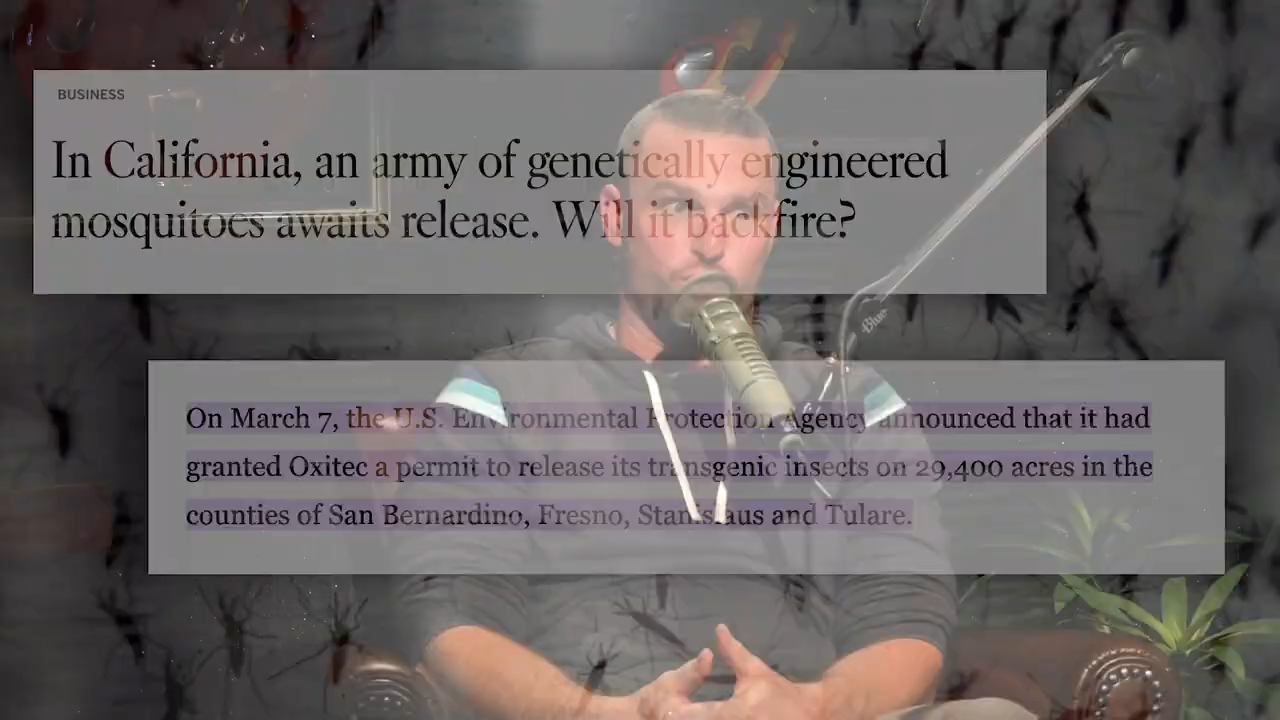 BUSINESS
In California, an army of genetically engineered
mosquitoes awaits release. Will it backfire?
Blue
On March 7, the U.S. Environmental Protection Agency announced that it had
granted Oxitec a permit to release its transgenic insects on 29,400 acres in the
counties of San Bernardino, Fresno, Stanislaus and Tulare.